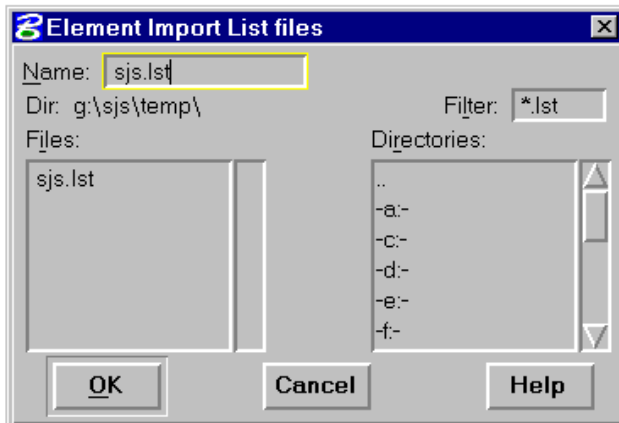 Element Import List files
Name: sjs.lst
Dir: g:\sjs\temp\ Filter: *.lst
Files: Directories:
sjs.lst ..
-a:-
-c:-
-d:-
-e:-
-f:-
OK Cancel Help